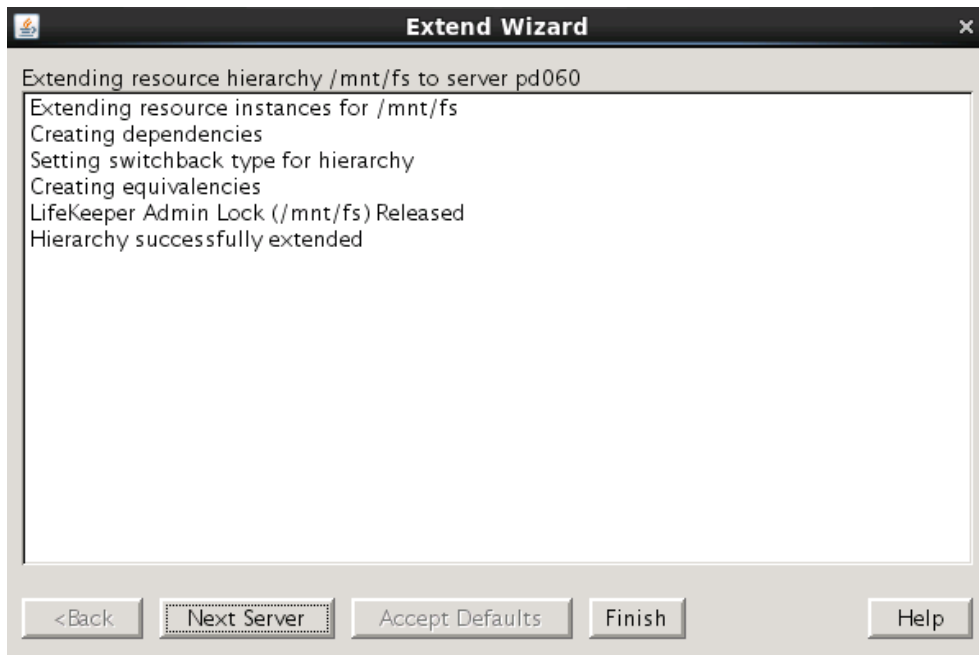 Extend Wizard
Extending resource hierarchy /mnt/fs to server pd060
Extending resource instances for /mnt/fs
Creating dependencies
Setting switchback type for hierarchy
Creating equivalencies
LifeKeeper Admin Lock (/mnt/fs) Released
Hierarchy successfully extended
<Back Next Server Accept Defaults Finish Help